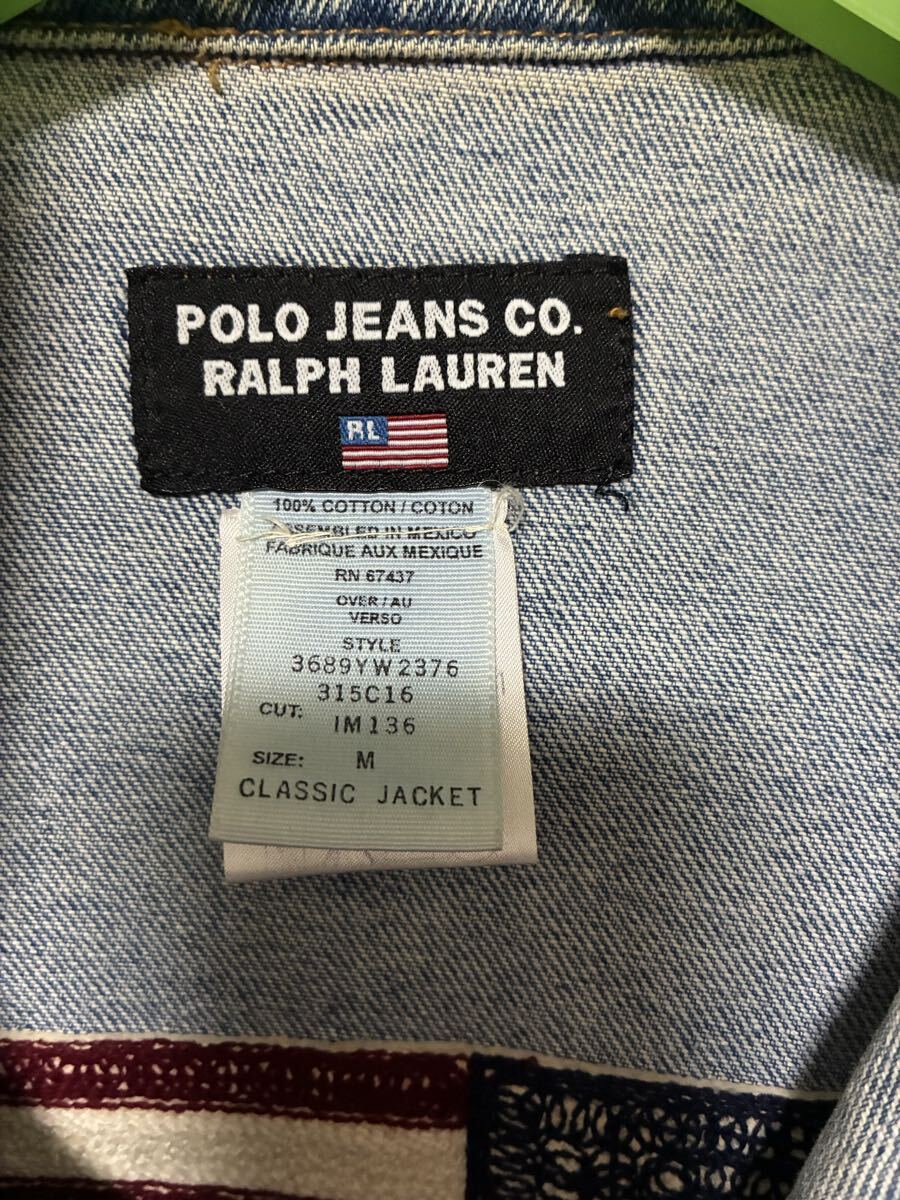 POLO JEANS CO.
RALPH LAUREN
RL
100% COTTON / COTON
ASSEMBLED IN MEXICO
FABRIQUE AUX MEXIQUE
RN 67437
OVER / AU
VERSO
STYLE
3689YW2376
315C16
CUT: IM136
SIZE: M
CLASSIC JACKET